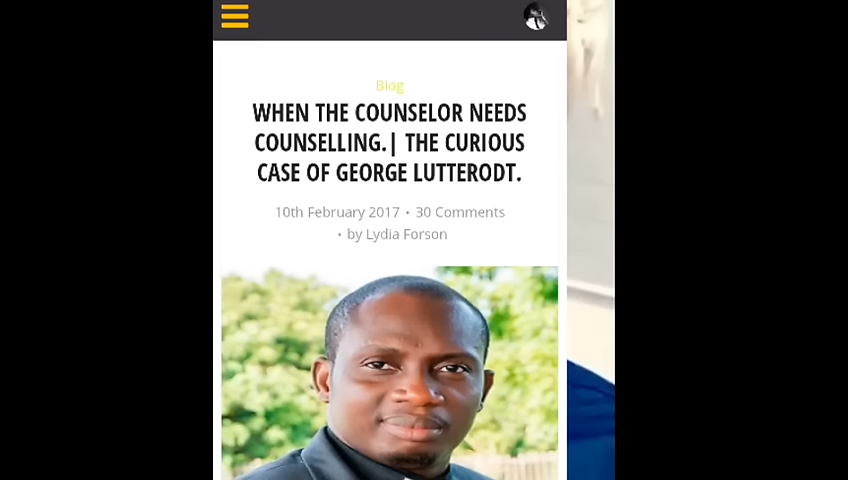 Blog
WHEN THE COUNSELOR NEEDS
COUNSELLING.| THE CURIOUS
CASE OF GEORGE LUTTERODT.
10th February 2017 • 30 Comments
• by Lydia Forson